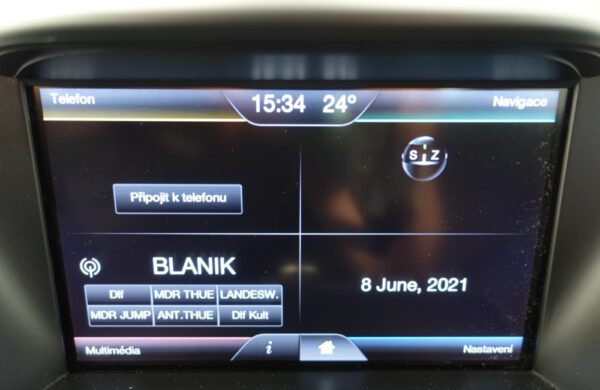 Telefon 15:34 24° Navigace
S Z
Připojit k telefonu
BLANIK
Dlf MDR THUE LANDESW.
MDR JUMP ANT.THUE Dlf Kult
8 June, 2021
Multimédia i Nastavení